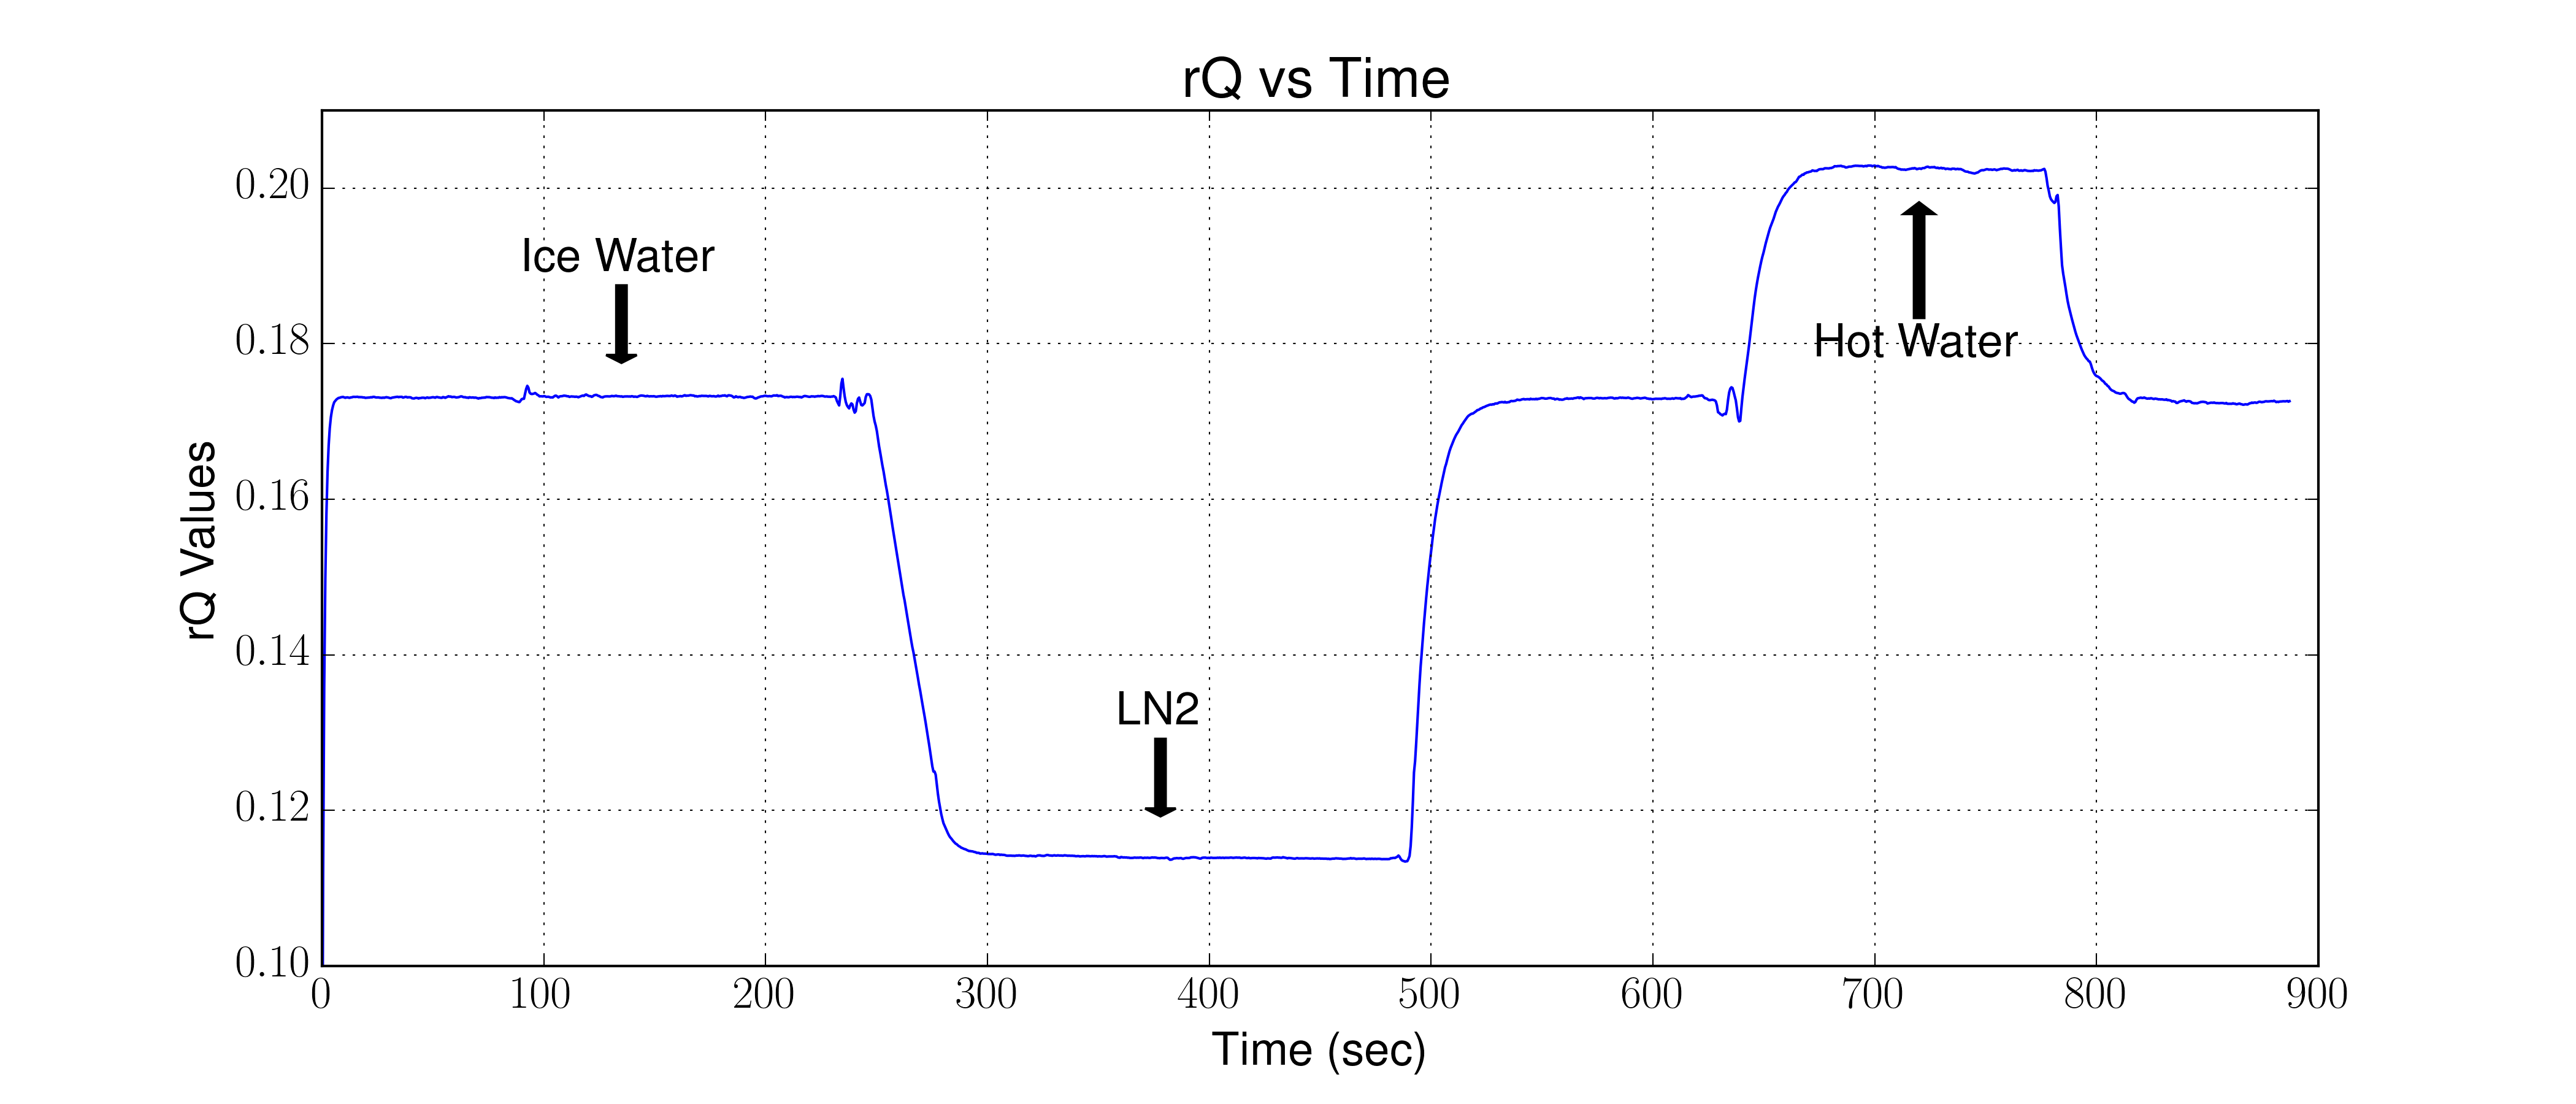 rQ vs Time
0.20
Ice Water
0.18
Hot Water
rQ Values
0.16
0.14
LN2
0.12
0.10
0 100 200 300 400 500 600 700 800 900
Time (sec)